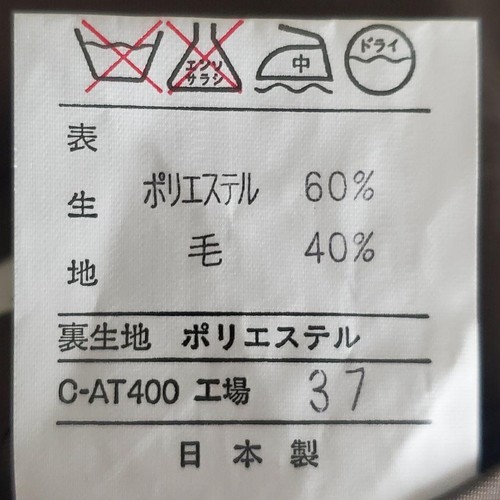 エンソ
サラシ
中
ドライ
表生地
ポリエステル 60%
毛 40%
裏生地 ポリエステル
C-AT400 工場 37
日本製